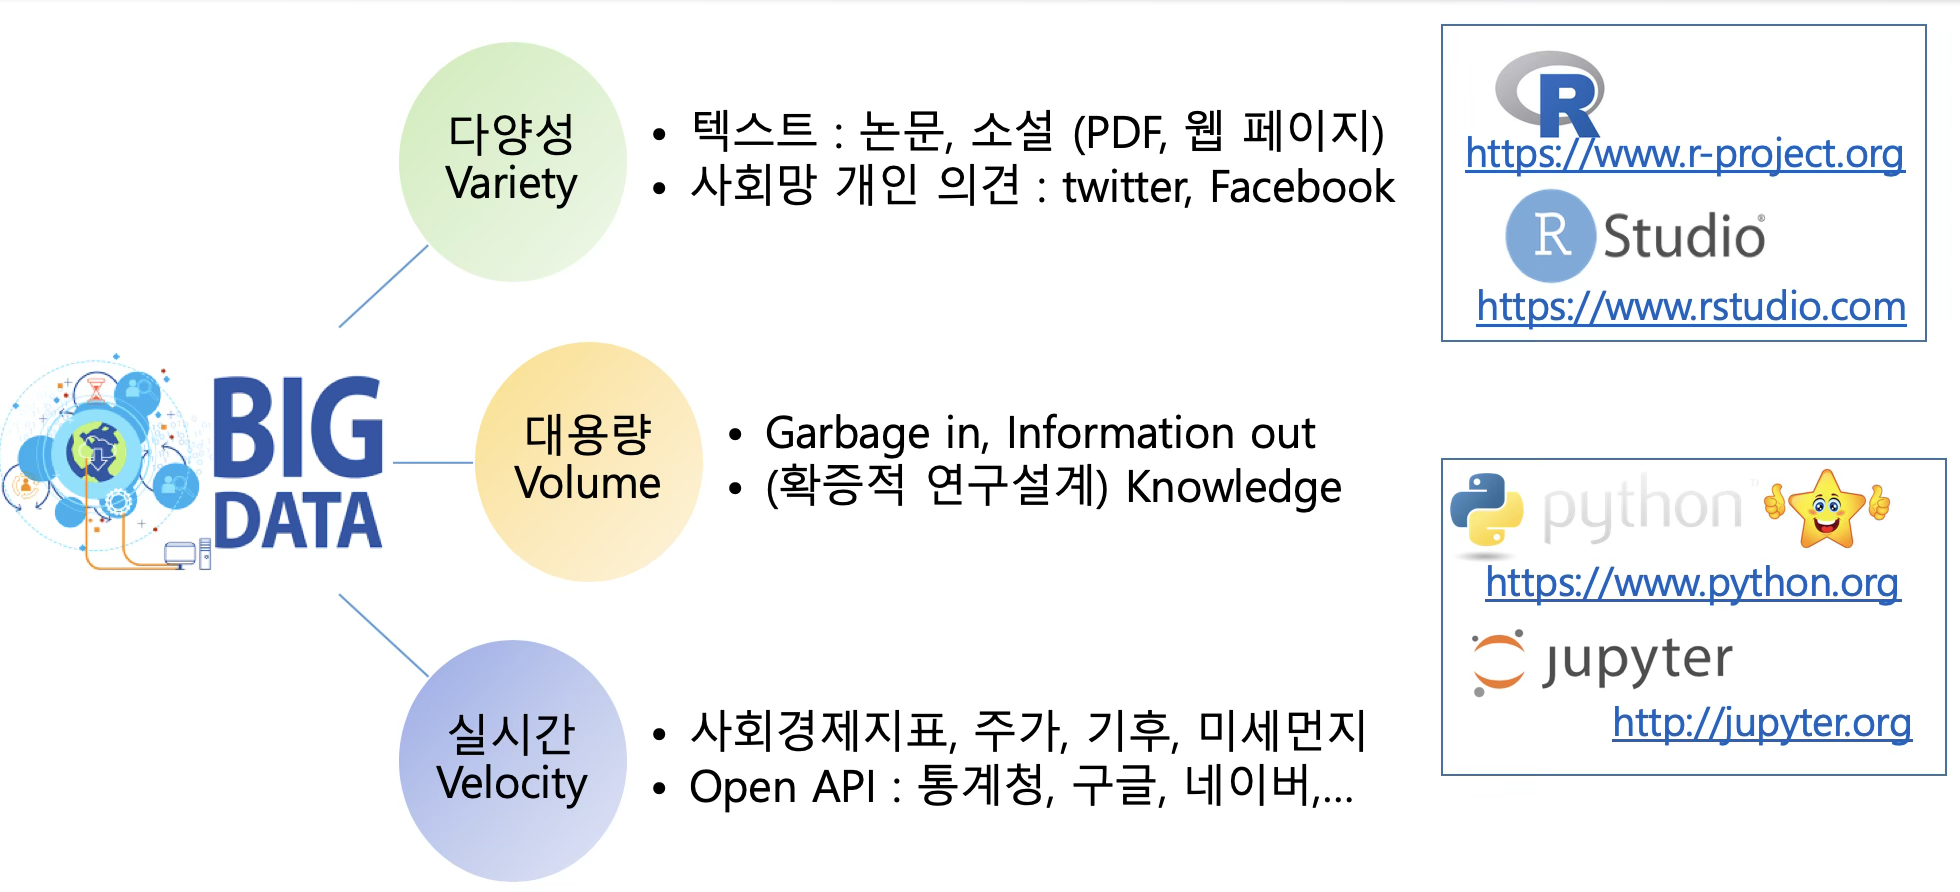 다양성
Variety
• 텍스트 : 논문, 소설 (PDF, 웹 페이지)
• 사회망 개인 의견 : twitter, Facebook
BIG
DATA
대용량
Volume
• Garbage in, Information out
• (확증적 연구설계) Knowledge
실시간
Velocity
• 사회경제지표, 주가, 기후, 미세먼지
• Open API : 통계청, 구글, 네이버,...
R
https://www.r-project.org
R Studio®
https://www.rstudio.com
python™
https://www.python.org
jupyter
http://jupyter.org